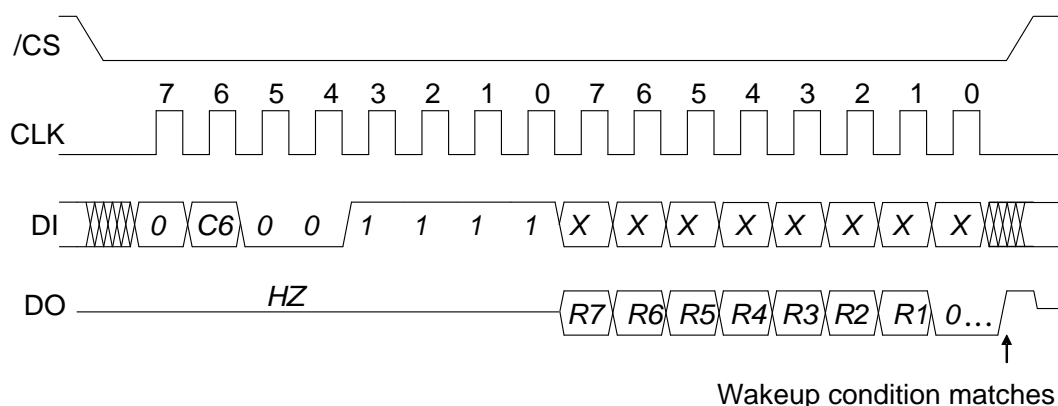 /CS
7 6 5 4 3 2 1 0 7 6 5 4 3 2 1 0
CLK
DI 0 C6 0 0 1 1 1 1 X X X X X X X X
DO HZ R7 R6 R5 R4 R3 R2 R1 0...
Wakeup condition matches